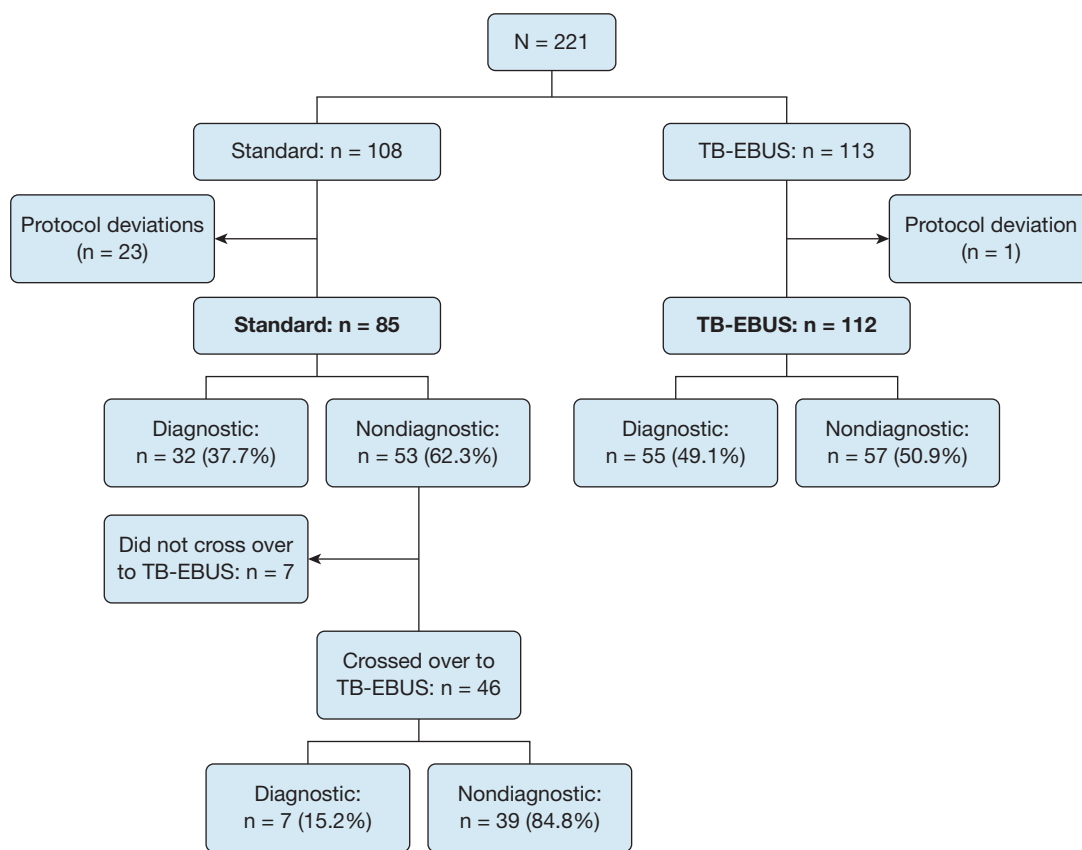 N = 221
Standard: n = 108
TB-EBUS: n = 113
Protocol deviations
(n = 23)
Protocol deviation
(n = 1)
Standard: n = 85
TB-EBUS: n = 112
Diagnostic:
n = 32 (37.7%)
Nondiagnostic:
n = 53 (62.3%)
Diagnostic:
n = 55 (49.1%)
Nondiagnostic:
n = 57 (50.9%)
Did not cross over
to TB-EBUS: n = 7
Crossed over to
TB-EBUS: n = 46
Diagnostic:
n = 7 (15.2%)
Nondiagnostic:
n = 39 (84.8%)